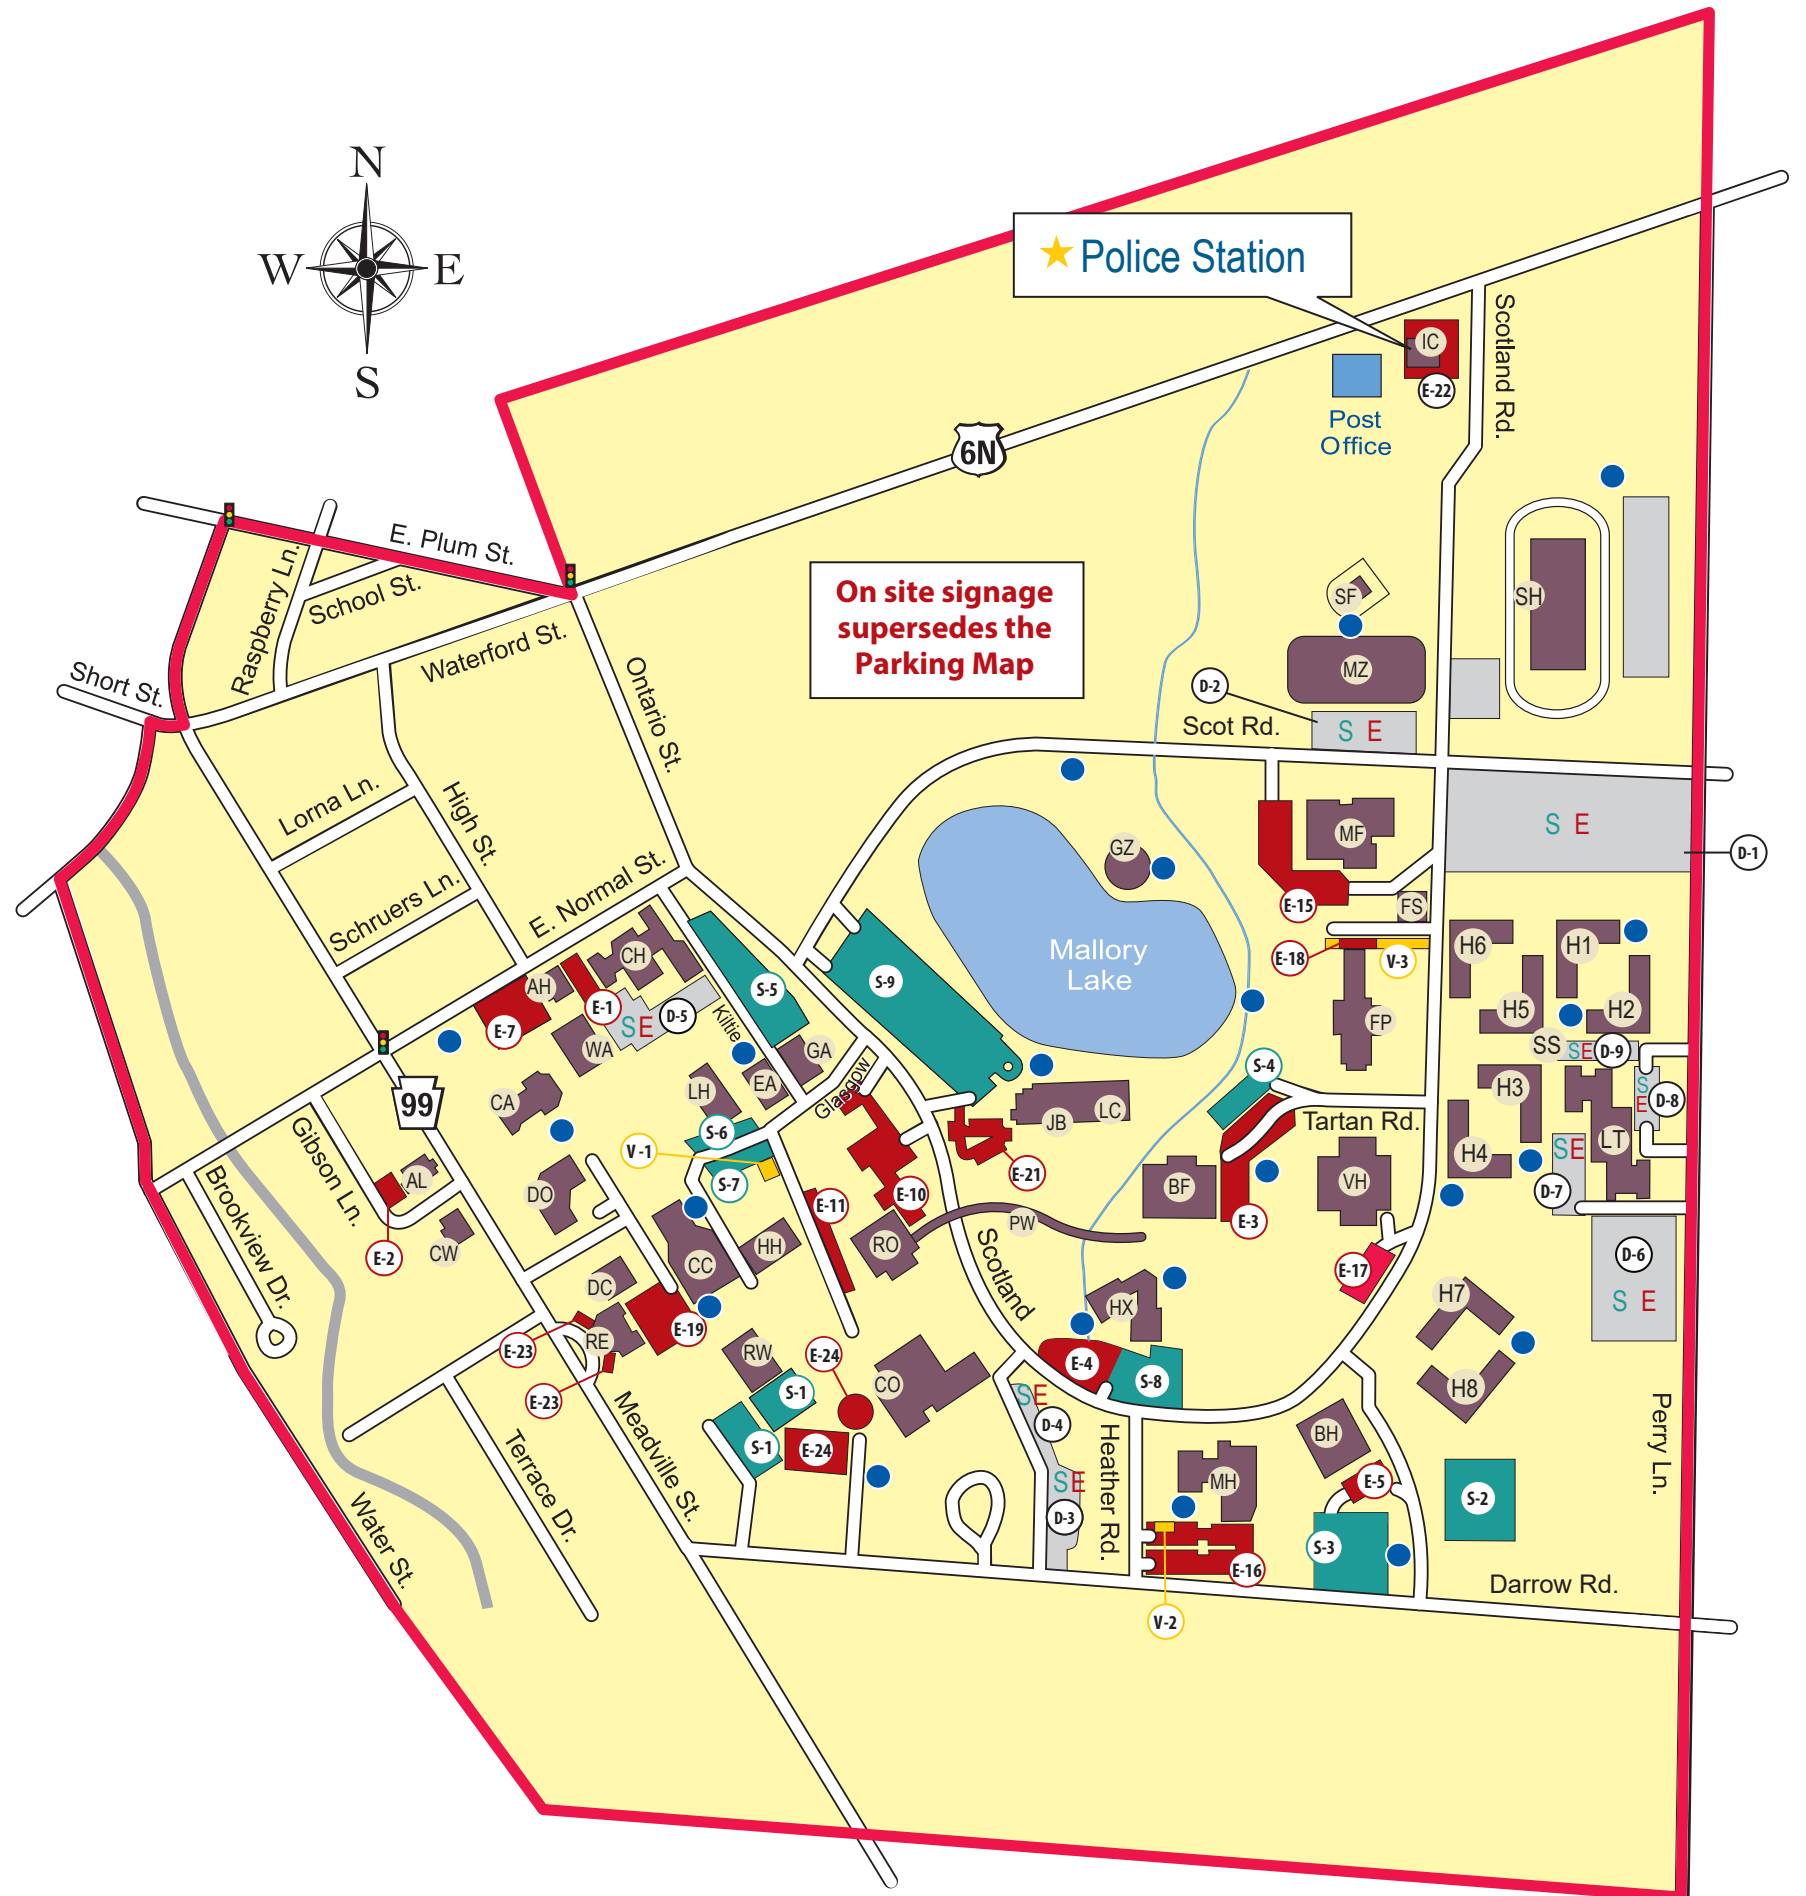 N
W
E
S
Police Station
IC
E-22
Scotland Rd.
Post
Office
6N
E. Plum St.
School St.
Raspberry Ln.
Waterford St.
Short St.
Ontario St.
On site signage
supersedes the
Parking Map
SF
SH
MZ
D-2
Scot Rd.
S E
Lorna Ln.
High St.
Schruers Ln.
E. Normal St.
GZ
MF
S E
D-1
E-15
FS
E-18
V-3
H6
H1
Mallory
Lake
CH
AH
E-1
E-7
S E
D-5
Kiltie
S-5
S-9
WA
GA
EA
LH
Glasgow
FP
H5
H2
SS
SE
D-9
H3
S
E
D-8
S-4
Tartan Rd.
99
CA
Gibson Ln.
S-6
V-1
S-7
JB
LC
E-21
H4
SE
LT
D-7
AL
E-2
CW
Brookview Dr.
DO
E-11
E-10
RO
PW
BF
E-3
VH
CC
HH
Scotland
E-17
D-6
S E
H7
H8
HX
DC
RE
E-19
E-23
E-23
RW
E-24
CO
S-1
S-1
E-24
E-4
S-8
SE
D-4
SE
D-3
Heather Rd.
MH
BH
E-5
S-2
S-3
E-16
V-2
Perry Ln.
Darrow Rd.
Meadville St.
Terrace Dr.
Water St.